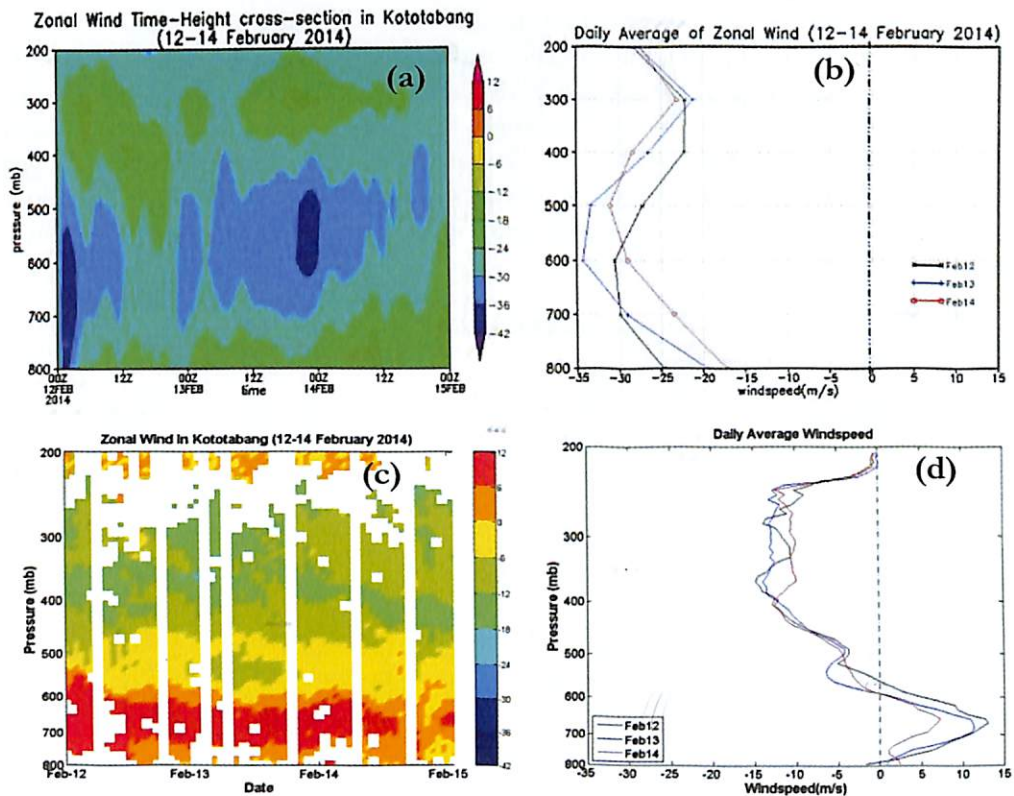 Zonal Wind Time-Height cross-section in Kototabang
(12-14 February 2014)
(a)
200
300
400
500
600
700
800
pressure (mb)
00Z
12FEB
2014
12Z
00Z
13FEB
12Z
time
00Z
14FEB
12Z
00Z
15FEB
12
6
0
-6
-12
-18
-24
-30
-36
-42
Daily Average of Zonal Wind (12-14 February 2014)
(b)
200
300
400
500
600
700
800
Feb12
Feb13
Feb14
-35 -30 -25 -20 -15 -10 -5 0 5 10 15
windspeed(m/s)
Zonal Wind in Kototabang (12-14 February 2014)
(c)
200
300
400
500
600
700
800
Pressure (mb)
Feb-12 Feb-13 Feb-14 Feb-15
Date
12
6
0
-6
-12
-18
-24
-30
-36
-42
Daily Average Windspeed
(d)
200
300
400
500
600
700
800
Pressure (mb)
Feb12
Feb13
Feb14
-35 -30 -25 -20 -15 -10 -5 0 5 10 15
Windspeed(m/s)